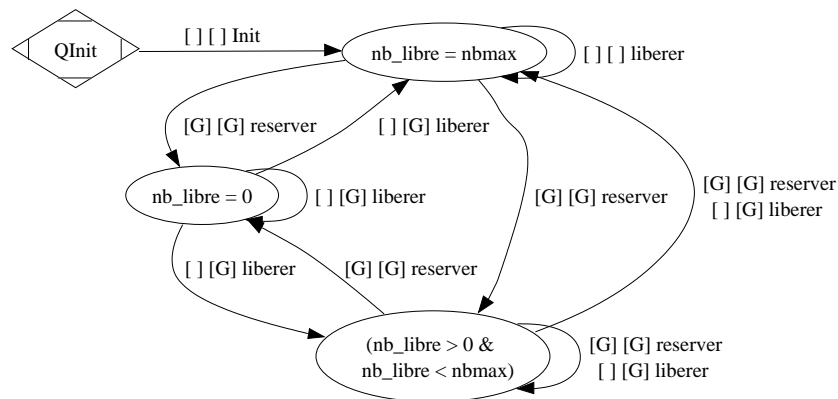 [ ] [ ] Init
QInit
nb_libre = nbmax
[ ] [ ] liberer
[G] [G] reserver
[ ] [G] liberer
nb_libre = 0
[ ] [G] liberer
[G] [G] reserver
[G] [G] reserver
[ ] [G] liberer
[ ] [G] liberer
[G] [G] reserver
(nb_libre > 0 &
nb_libre < nbmax)
[G] [G] reserver
[ ] [G] liberer